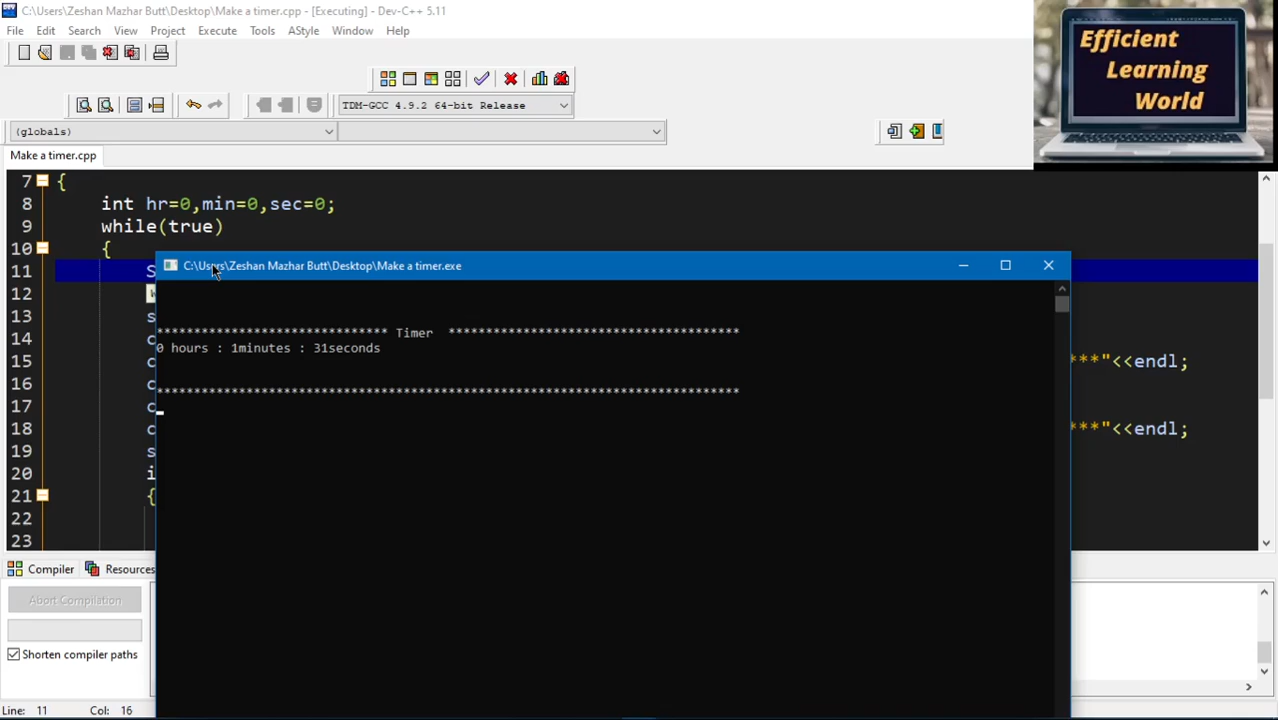 C:\Users\Zeshan Mazhar Butt\Desktop\Make a timer.cpp - [Executing] - Dev-C++ 5.11
File Edit Search View Project Execute Tools AStyle Window Help
TDM-GCC 4.9.2 64-bit Release
(globals)
Make a timer.cpp
Efficient
Learning
World
7 {
8 int hr=0,min=0,sec=0;
9 while(true)
10 {
11 S
12
13 s
14 c
15 c ***"<<endl;
16 c
17 c
18 c ***"<<endl;
19 s
20 i
21 {
22
23
C:\Users\Zeshan Mazhar Butt\Desktop\Make a timer.exe
******************************* Timer ***************************************
0 hours : 1minutes : 31seconds
******************************************************************************
Compiler Resources
Abort Compilation
Shorten compiler paths
Line: 11 Col: 16